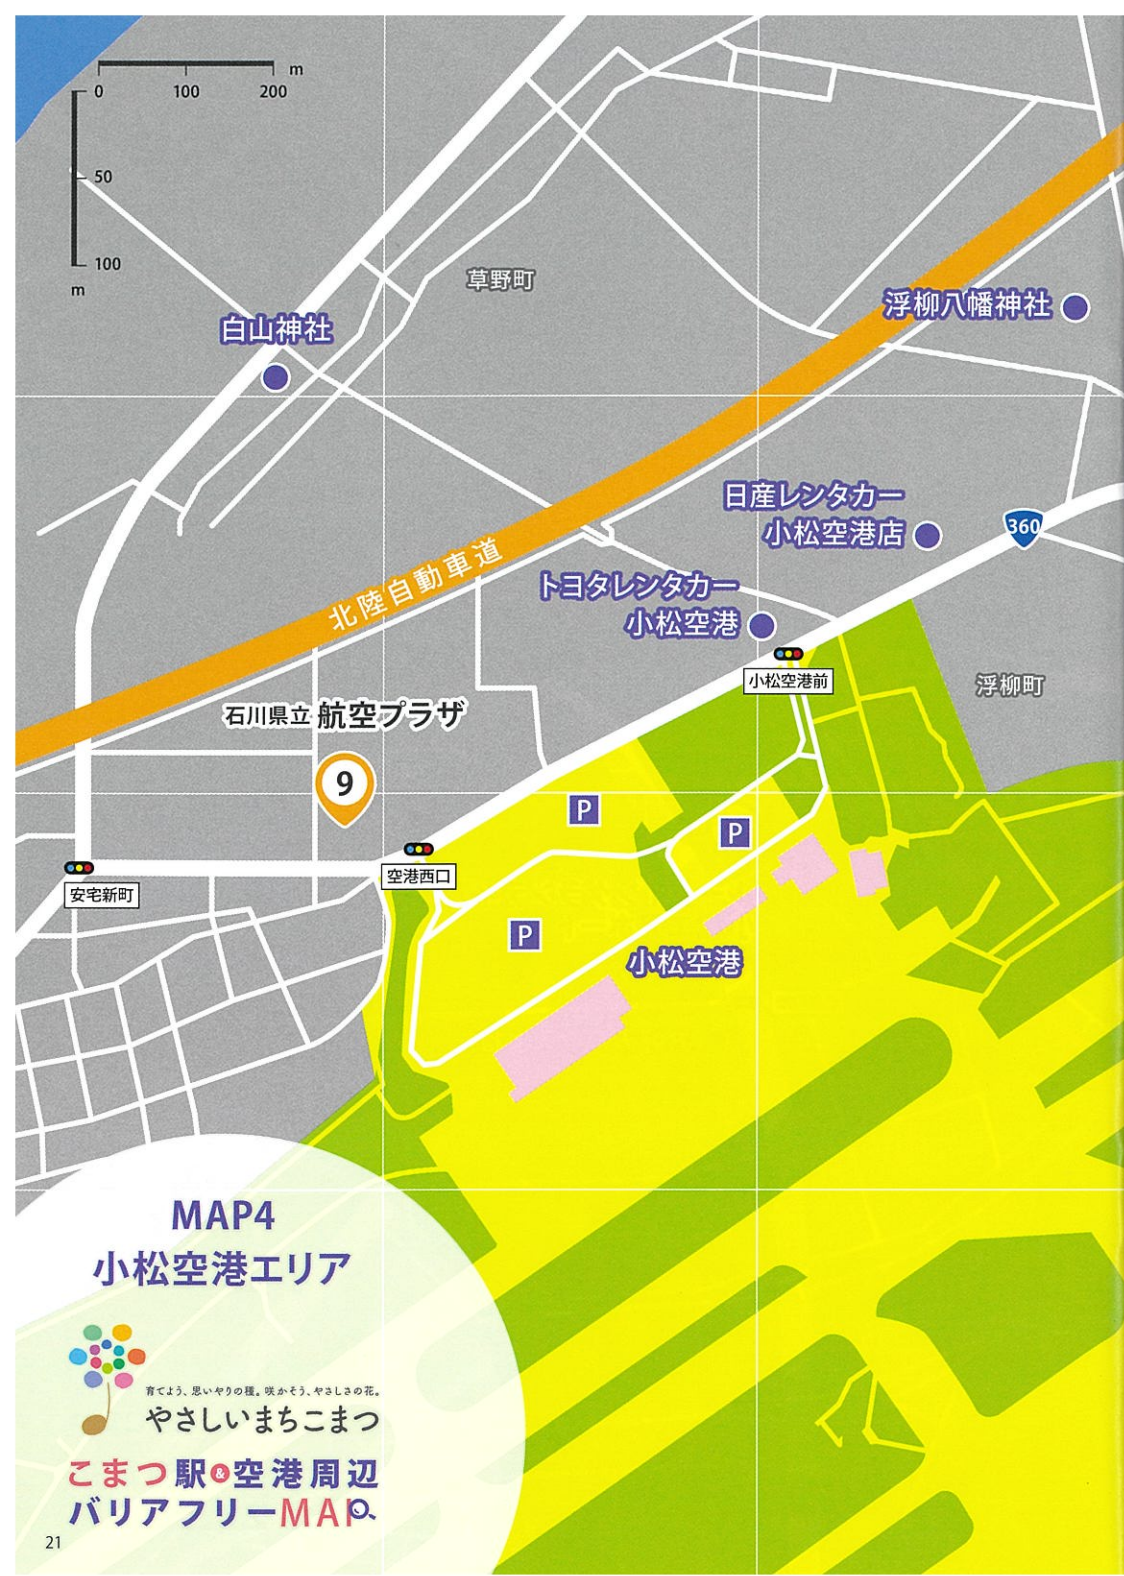 0 100 200 m
50
100
m
草野町
白山神社
浮柳八幡神社
日産レンタカー
小松空港店
360
トヨタレンタカー
小松空港
北陸自動車道
小松空港前
浮柳町
石川県立 航空プラザ
9
P
P
空港西口
安宅新町
P
小松空港
MAP4
小松空港エリア
育てよう、思いやりの種。咲かそう、やさしさの花。
やさしいまちこまつ
こまつ駅&空港周辺
バリアフリーMAP
21